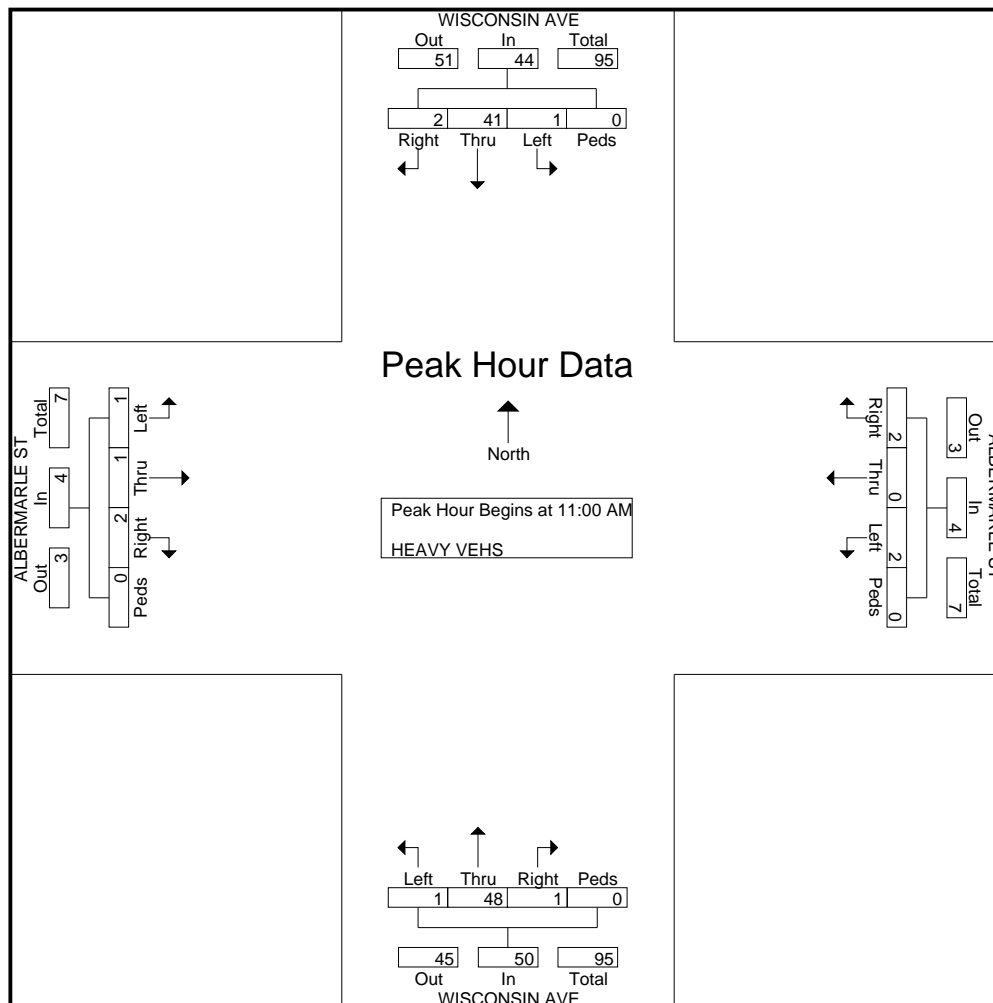 WISCONSIN AVE
Out In Total
51 44 95
2 41 1 0
Right Thru Left Peds
Peak Hour Data
North
Peak Hour Begins at 11:00 AM
HEAVY VEHS
ALBERMARLE ST
Total In Out
7 4 3
1 1 2 0
Left Thru Right Peds
Right Thru Left Peds
2 0 2 0
3 4 7
Out In Total
ALBERMARLE ST
Left Thru Right Peds
1 48 1 0
45 50 95
Out In Total
WISCONSIN AVE